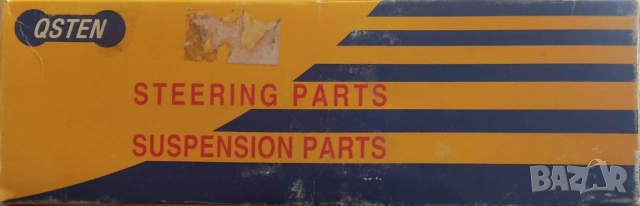 QSTEN
STEERING PARTS
SUSPENSION PARTS
BAZAR